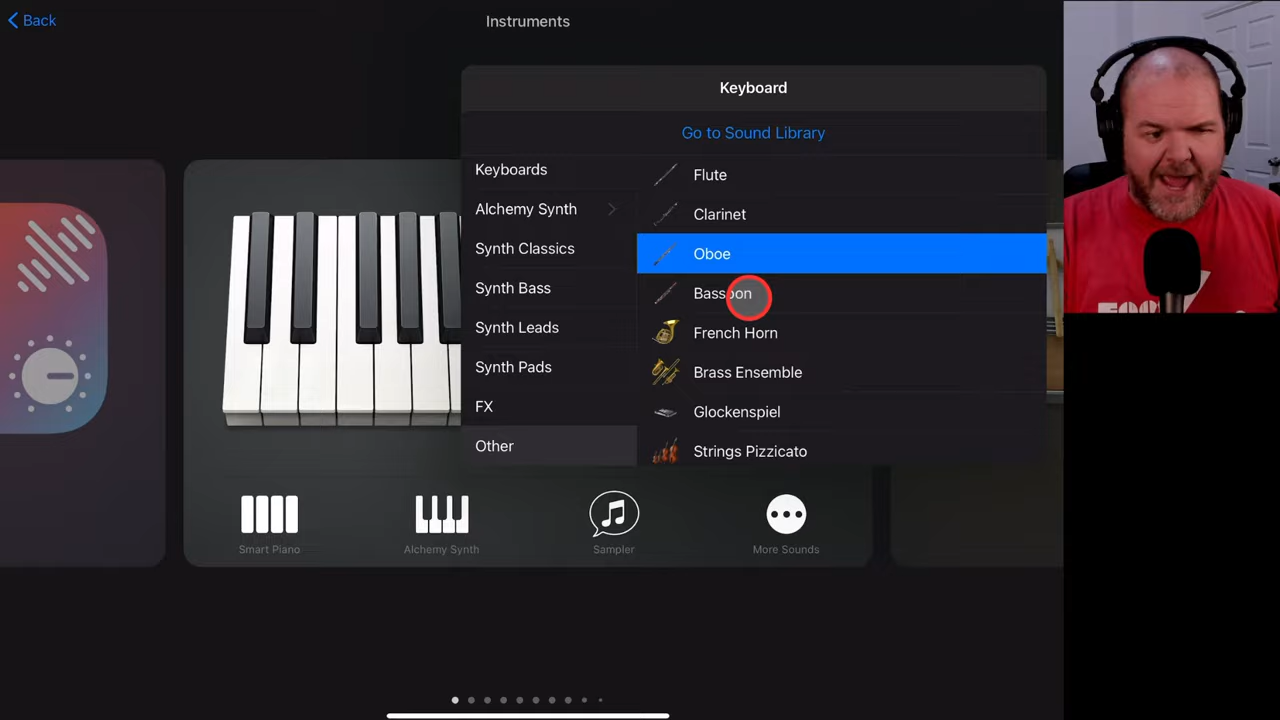 Back
Instruments
Keyboard
Go to Sound Library
Keyboards
Alchemy Synth
Synth Classics
Synth Bass
Synth Leads
Synth Pads
FX
Other
Flute
Clarinet
Oboe
Bassoon
French Horn
Brass Ensemble
Glockenspiel
Strings Pizzicato
Smart Piano
Alchemy Synth
Sampler
More Sounds